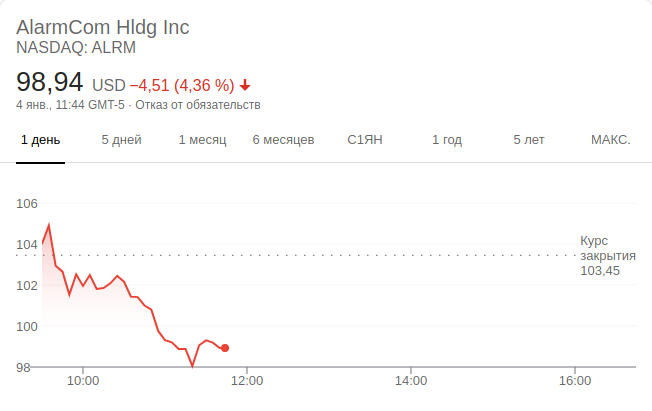 AlarmCom Hldg Inc
NASDAQ: ALRM
98,94 USD −4,51 (4,36 %) ↓
4 янв., 11:44 GMT-5 · Отказ от обязательств
1 день 5 дней 1 месяц 6 месяцев С1ЯН 1 год 5 лет МАКС.
106
104
102
100
98
Курс
закрытия
103,45
10:00 12:00 14:00 16:00